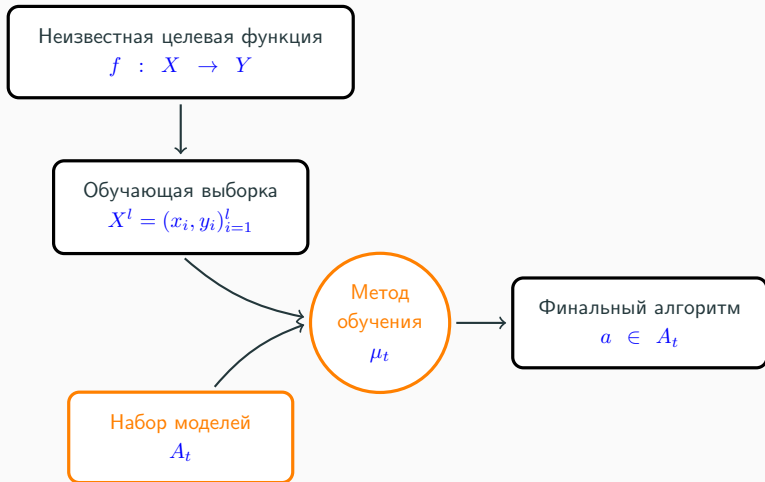 Неизвестная целевая функция
f : X → Y
Обучающая выборка
X^l = (x_i, y_i)_{i=1}^l
Метод
обучения
μ_t
Финальный алгоритм
a ∈ A_t
Набор моделей
A_t